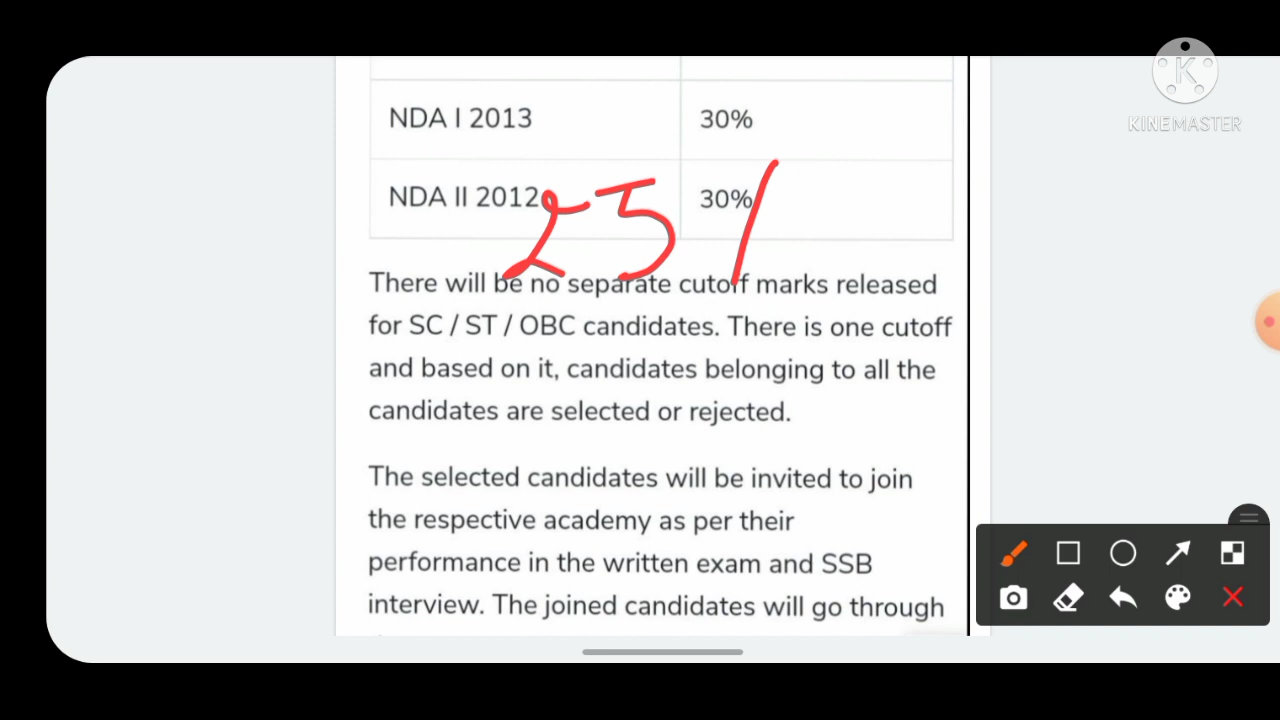 KINEMASTER
NDA I 2013 30%
NDA II 2012 30%
25/
There will be no separate cutoff marks released
for SC / ST / OBC candidates. There is one cutoff
and based on it, candidates belonging to all the
candidates are selected or rejected.
The selected candidates will be invited to join
the respective academy as per their
performance in the written exam and SSB
interview. The joined candidates will go through